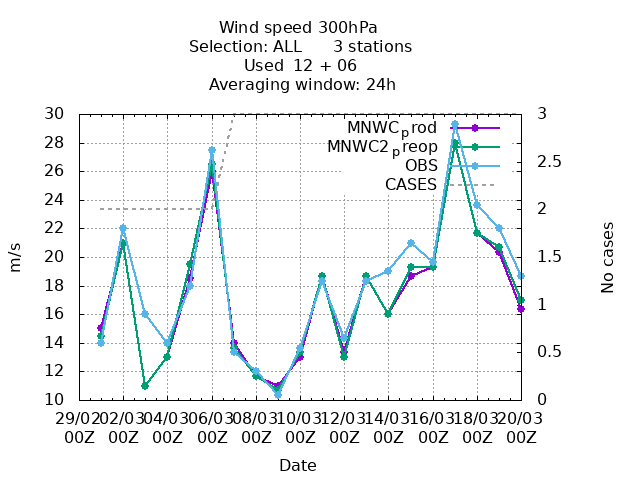 Wind speed 300hPa
Selection: ALL 3 stations
Used 12 + 06
Averaging window: 24h
30 3
28
26 2.5
24
22 2
20 1.5
18
16 1
14
12 0.5
10 0
m/s
No cases
MNWCprod
MNWC2preop
OBS
CASES
29/02 02/03 04/03 06/03 08/03 10/03 12/03 14/03 16/03 18/03 20/03
00Z 00Z 00Z 00Z 00Z 00Z 00Z 00Z 00Z 00Z 00Z
Date